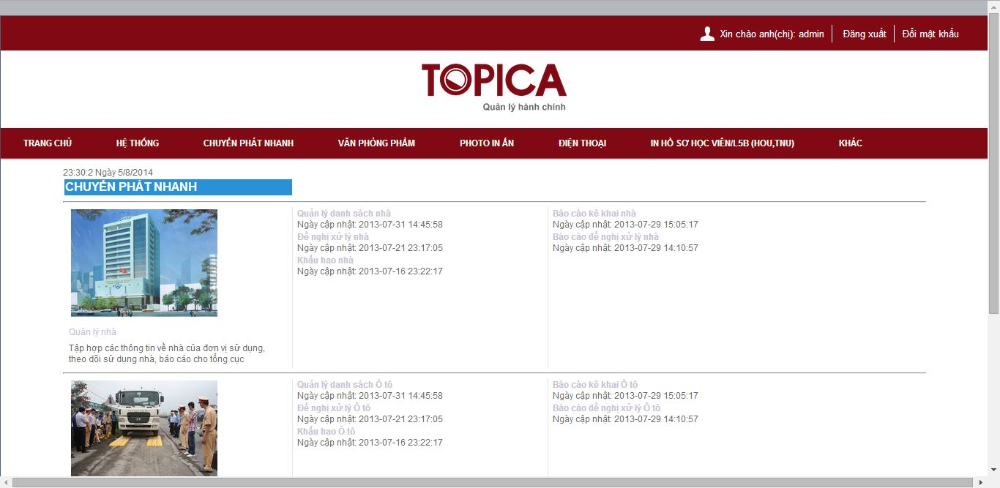 Xin chào anh(chị): admin
Đăng xuất
Đổi mật khẩu
TOPICA
Quản lý hành chính
TRANG CHỦ
HỆ THỐNG
CHUYỂN PHÁT NHANH
VĂN PHÒNG PHẨM
PHOTO IN ẤN
ĐIỆN THOẠI
IN HỒ SƠ HỌC VIÊN/L5B (HOU,TNU)
KHÁC
23:30:2 Ngày 5/8/2014
CHUYỂN PHÁT NHANH
Quản lý nhà
Tập hợp các thông tin về nhà của đơn vị sử dụng,
theo dõi sử dụng nhà, báo cáo cho tổng cục
Quản lý danh sách nhà
Ngày cập nhật: 2013-07-31 14:45:58
Đề nghị xử lý nhà
Ngày cập nhật: 2013-07-21 23:17:05
Khấu hao nhà
Ngày cập nhật: 2013-07-16 23:22:17
Báo cáo kê khai nhà
Ngày cập nhật: 2013-07-29 15:05:17
Báo cáo đề nghị xử lý nhà
Ngày cập nhật: 2013-07-29 14:10:57
Quản lý danh sách Ô tô
Ngày cập nhật: 2013-07-31 14:45:58
Đề nghị xử lý Ô tô
Ngày cập nhật: 2013-07-21 23:17:05
Khấu hao Ô tô
Ngày cập nhật: 2013-07-16 23:22:17
Báo cáo kê khai Ô tô
Ngày cập nhật: 2013-07-29 15:05:17
Báo cáo đề nghị xử lý Ô tô
Ngày cập nhật: 2013-07-29 14:10:57